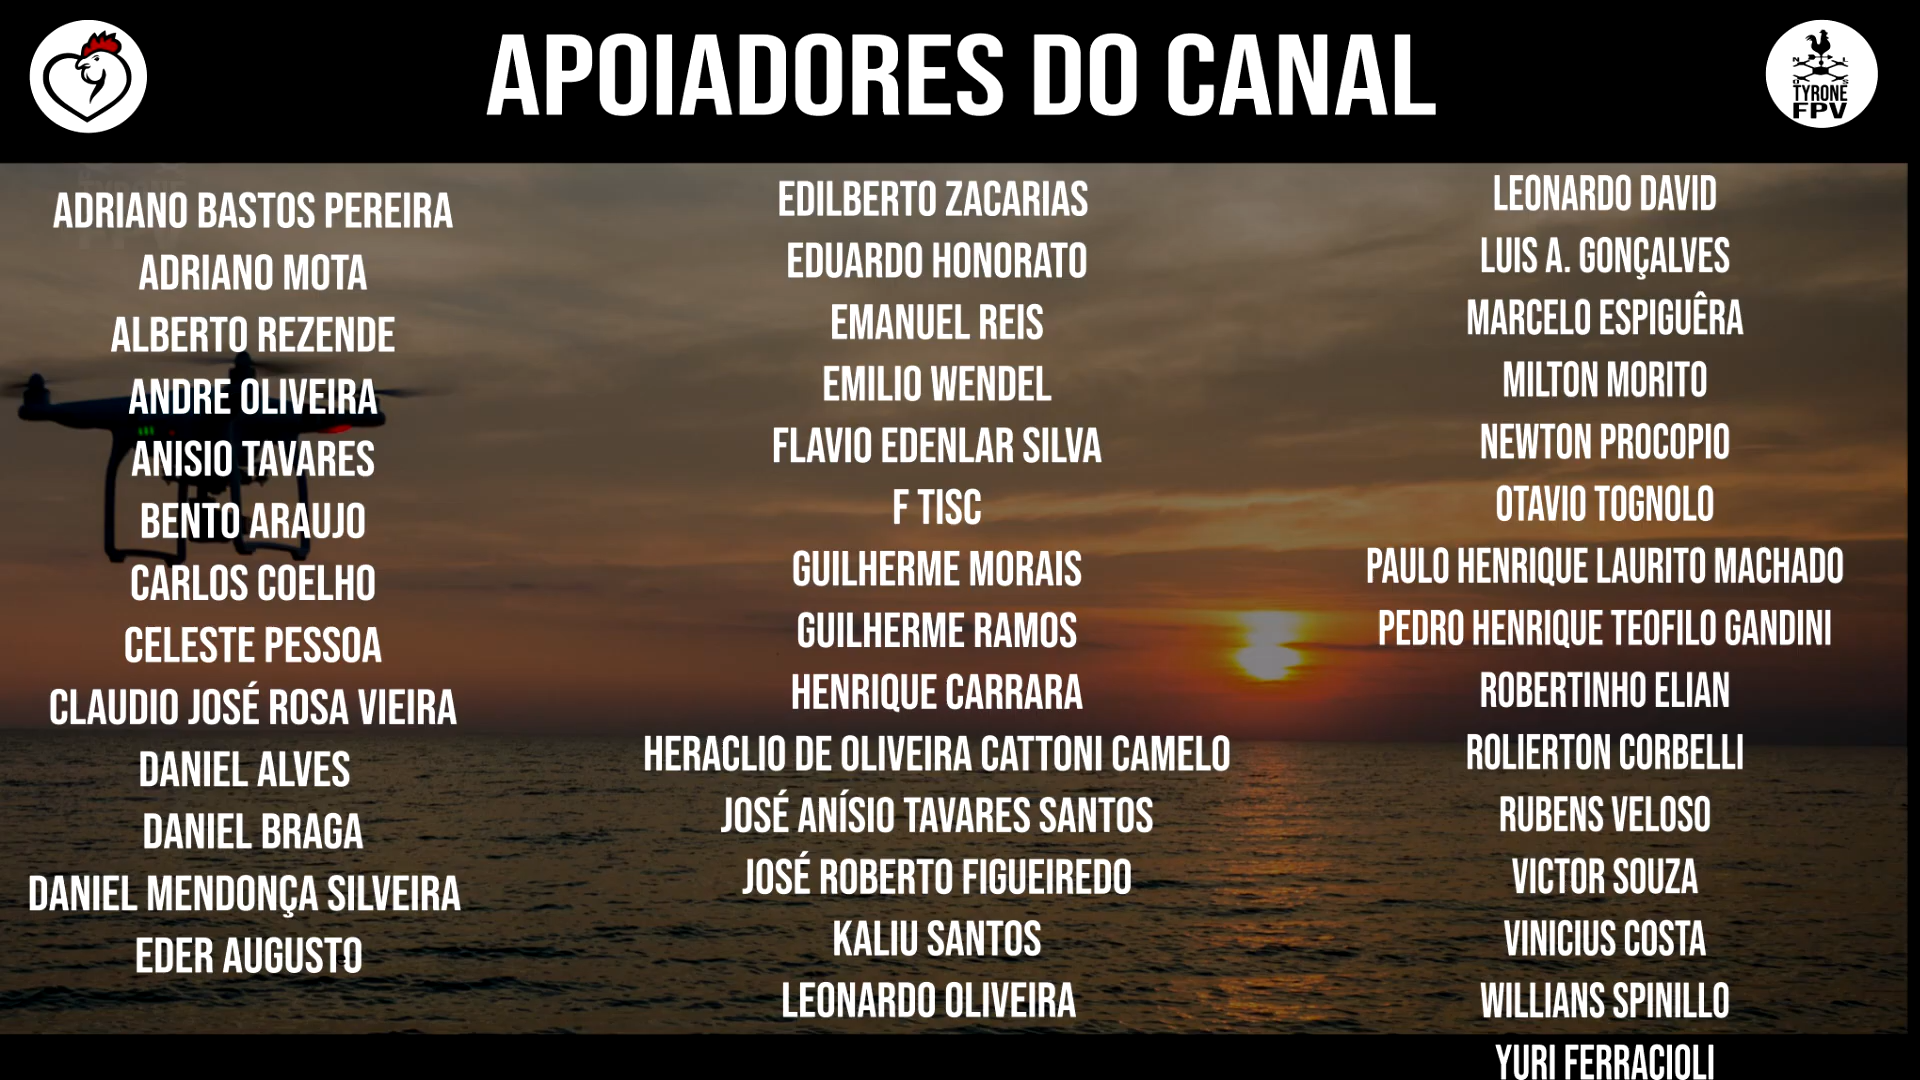 APOIADORES DO CANAL
N L
O S
TYRONE
FPV
ADRIANO BASTOS PEREIRA
ADRIANO MOTA
ALBERTO REZENDE
ANDRE OLIVEIRA
ANISIO TAVARES
BENTO ARAUJO
CARLOS COELHO
CELESTE PESSOA
CLAUDIO JOSÉ ROSA VIEIRA
DANIEL ALVES
DANIEL BRAGA
DANIEL MENDONÇA SILVEIRA
EDER AUGUSTO
EDILBERTO ZACARIAS
EDUARDO HONORATO
EMANUEL REIS
EMILIO WENDEL
FLAVIO EDENLAR SILVA
F TISC
GUILHERME MORAIS
GUILHERME RAMOS
HENRIQUE CARRARA
HERACLIO DE OLIVEIRA CATTONI CAMELO
JOSÉ ANÍSIO TAVARES SANTOS
JOSÉ ROBERTO FIGUEIREDO
KALIU SANTOS
LEONARDO OLIVEIRA
LEONARDO DAVID
LUIS A. GONÇALVES
MARCELO ESPIGUÊRA
MILTON MORITO
NEWTON PROCOPIO
OTAVIO TOGNOLO
PAULO HENRIQUE LAURITO MACHADO
PEDRO HENRIQUE TEOFILO GANDINI
ROBERTINHO ELIAN
ROLIERTON CORBELLI
RUBENS VELOSO
VICTOR SOUZA
VINICIUS COSTA
WILLIANS SPINILLO
YURI FERRACIOLI